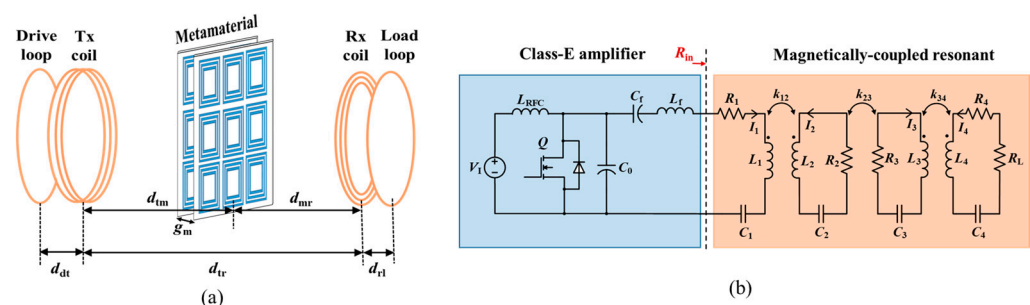 Drive loop
Tx coil
Metamaterial
Rx coil
Load loop
d_tm
d_mr
g_m
d_dt
d_tr
d_rl
(a)
Class-E amplifier
R_in
Magnetically-coupled resonant
L_RFC
C_f
L_f
R_1
k_12
k_23
k_34
R_4
I_1
I_2
I_3
I_4
Q
V_I
C_0
L_1
L_2
R_2
R_3
L_3
L_4
R_L
C_1
C_2
C_3
C_4
(b)